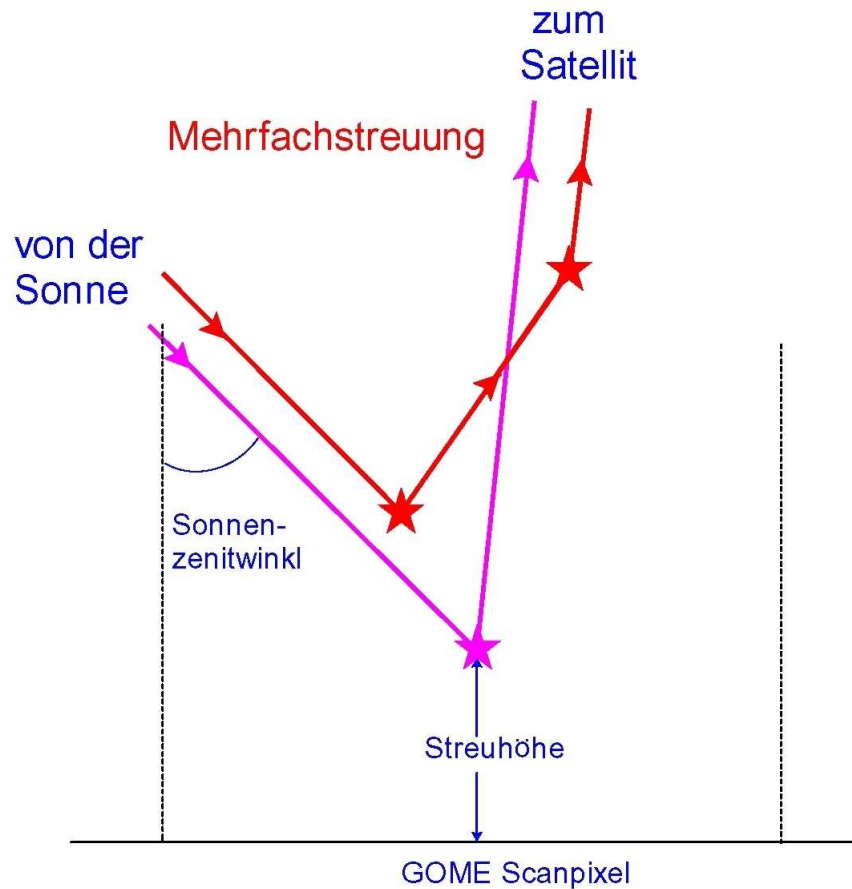 zum
Satellit
Mehrfachstreuung
von der
Sonne
Sonnen-
zenitwinkl
Streuhöhe
GOME Scanpixel